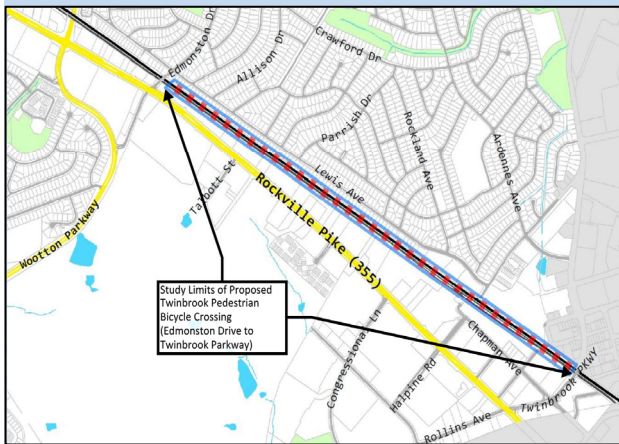 Edmonston Dr
Allison Dr
Crawford Dr
Parrish Dr
Rockland Ave
Ardennes Ave
Lewis Ave
Talbott St
Rockville Pike (355)
Wootton Parkway
Study Limits of Proposed
Twinbrook Pedestrian
Bicycle Crossing
(Edmonston Drive to
Twinbrook Parkway)
Congressional Ln
Halpine Rd
Chapman Ave
Twinbrook PKWY
Rollins Ave